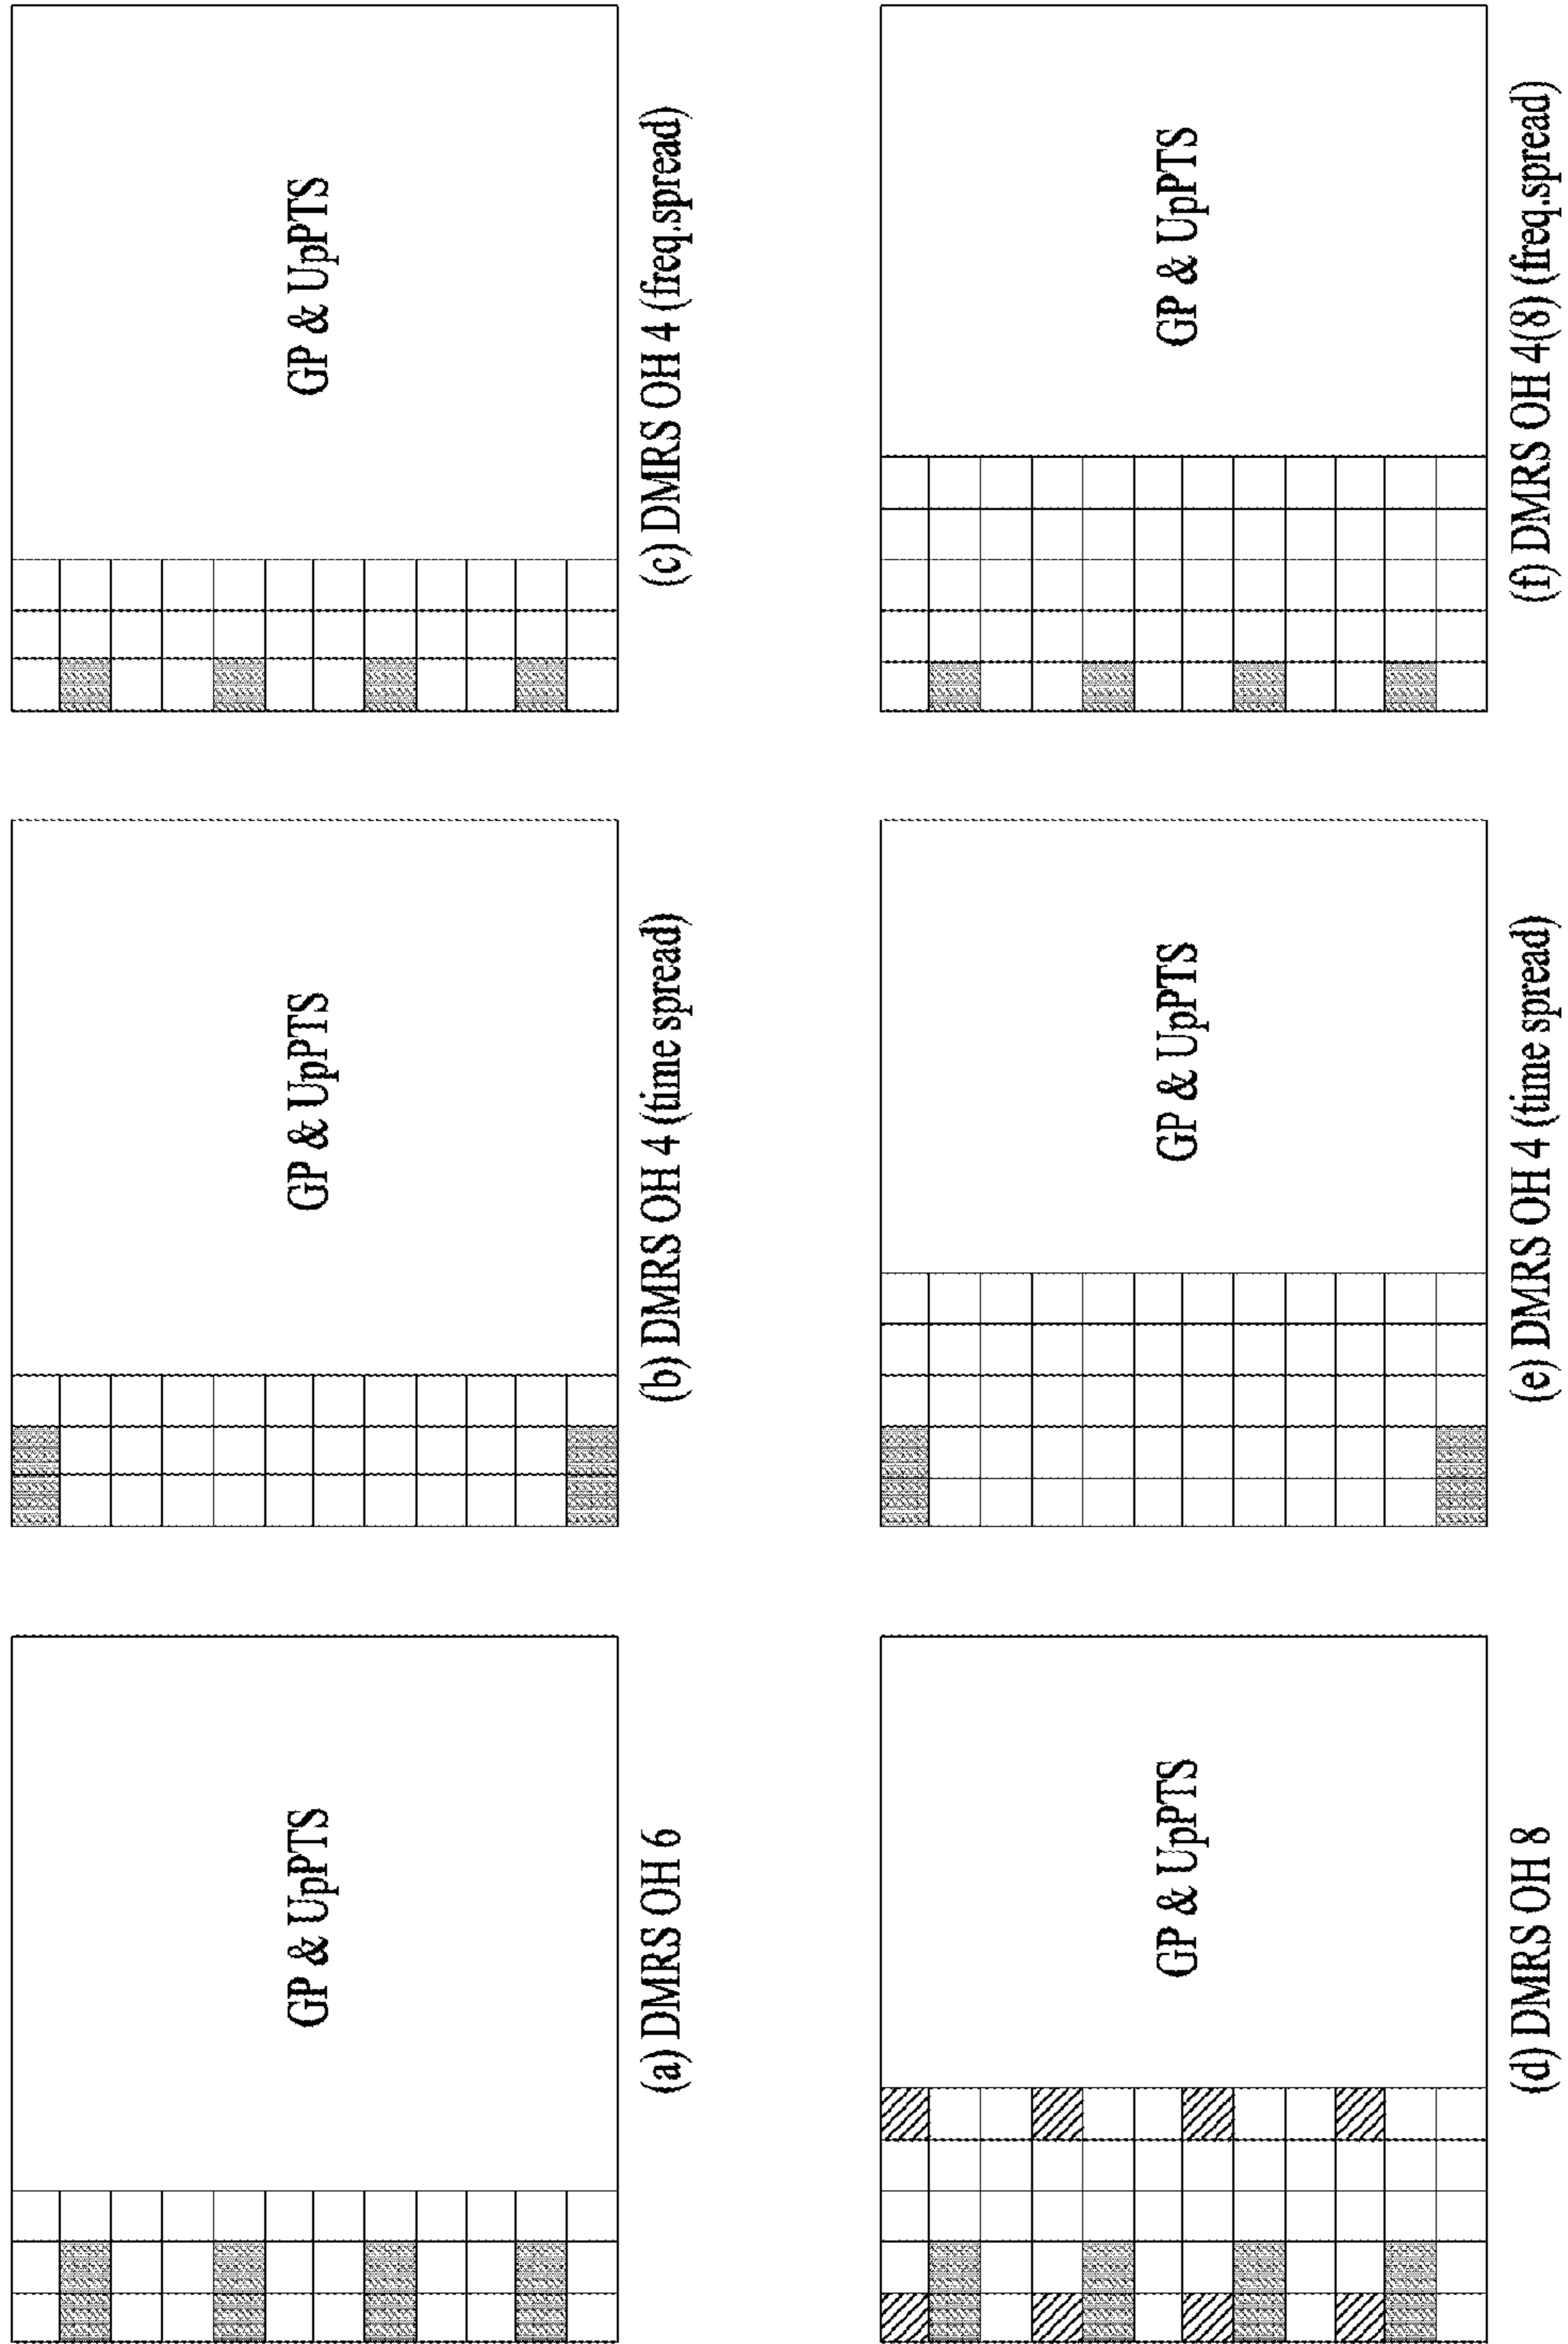 GP & UpPTS
(a) DMRS OH 6
GP & UpPTS
(b) DMRS OH 4 (time spread)
GP & UpPTS
(c) DMRS OH 4 (freq.spread)
GP & UpPTS
(d) DMRS OH 8
GP & UpPTS
(e) DMRS OH 4 (time spread)
GP & UpPTS
(f) DMRS OH 4(8) (freq.spread)